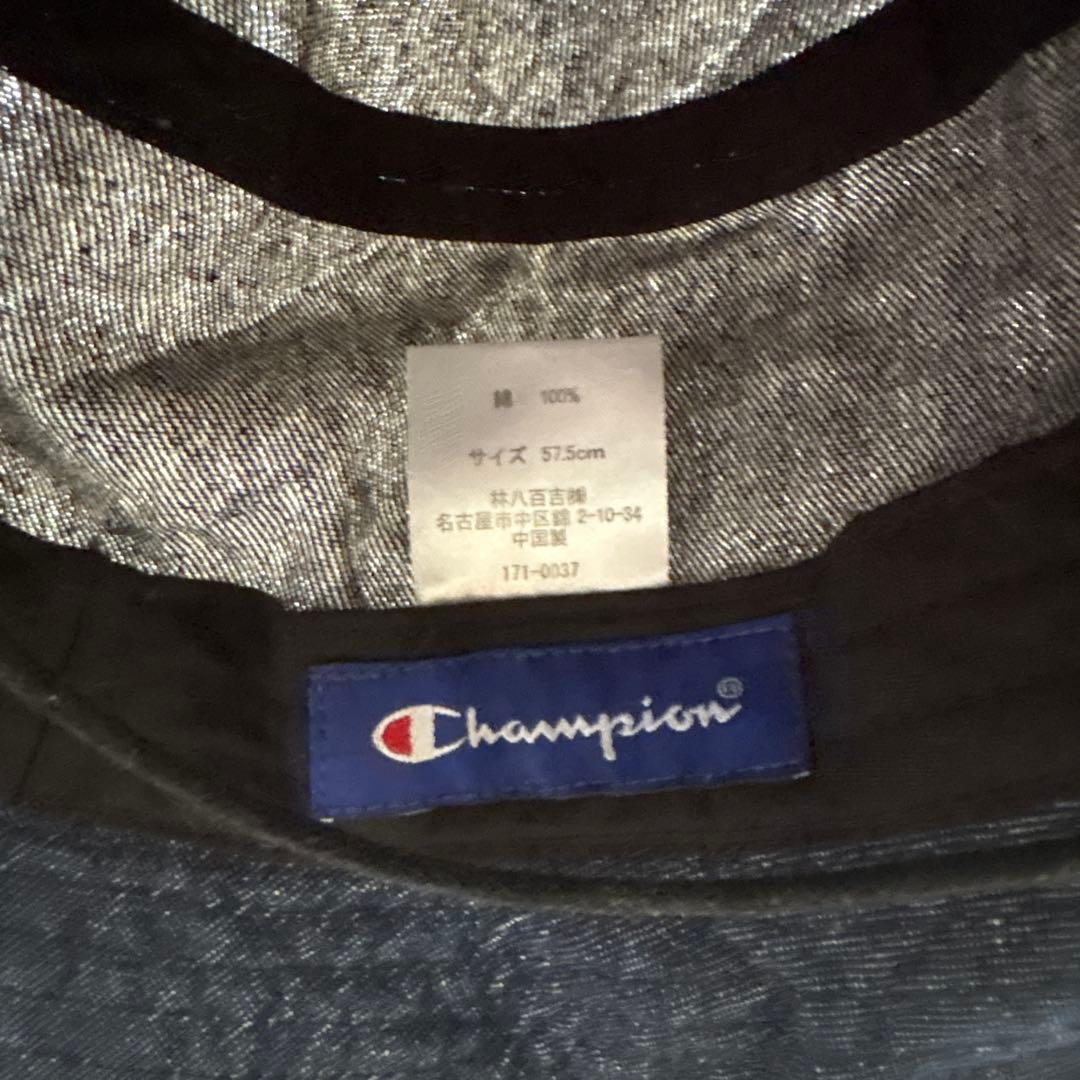 綿 100%
サイズ 57.5cm
林八百吉㈱
名古屋市中区錦 2-10-34
中国製
171-0037
Champion®